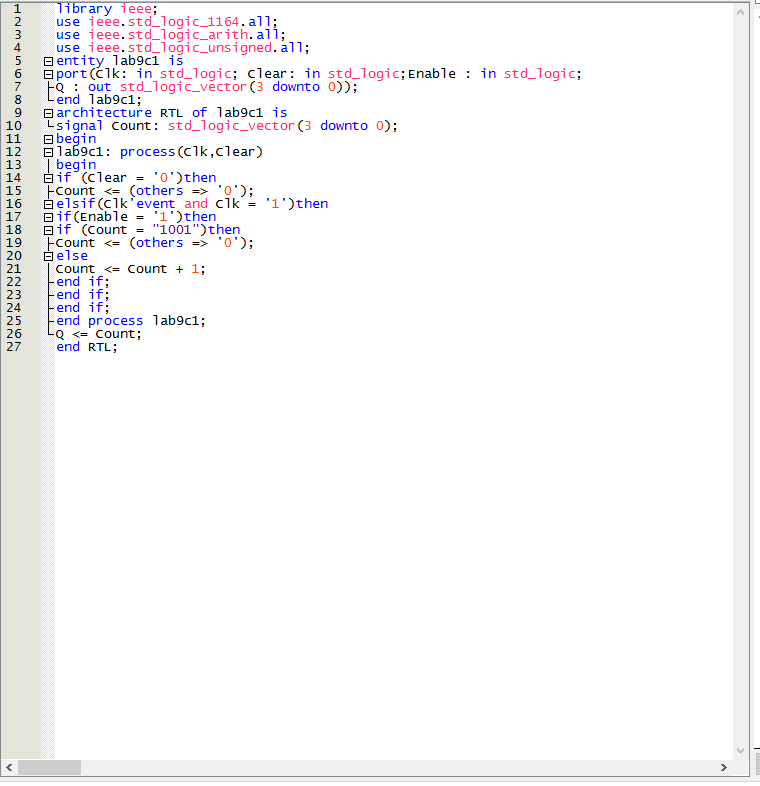 1 library ieee;
2 use ieee.std_logic_1164.all;
3 use ieee.std_logic_arith.all;
4 use ieee.std_logic_unsigned.all;
5 entity lab9c1 is
6 port(Clk: in std_logic; Clear: in std_logic;Enable : in std_logic;
7 Q : out std_logic_vector(3 downto 0));
8 end lab9c1;
9 architecture RTL of lab9c1 is
10 signal Count: std_logic_vector(3 downto 0);
11 begin
12 lab9c1: process(Clk,Clear)
13 begin
14 if (Clear = '0')then
15 Count <= (others => '0');
16 elsif(Clk'event and Clk = '1')then
17 if(Enable = '1')then
18 if (Count = "1001")then
19 Count <= (others => '0');
20 else
21 Count <= Count + 1;
22 end if;
23 end if;
24 end if;
25 end process lab9c1;
26 Q <= Count;
27 end RTL;